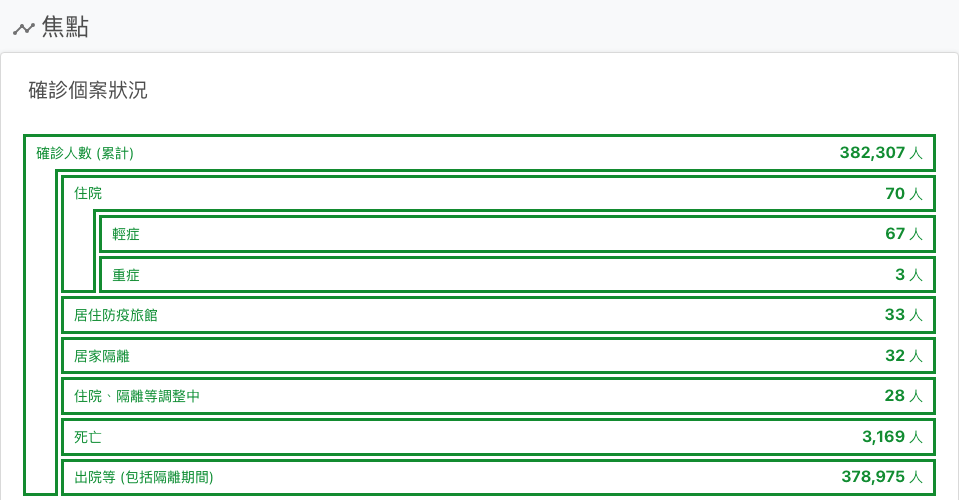 焦點
確診個案狀況
確診人數 (累計) 382,307 人
住院 70 人
輕症 67 人
重症 3 人
居住防疫旅館 33 人
居家隔離 32 人
住院、隔離等調整中 28 人
死亡 3,169 人
出院等 (包括隔離期間) 378,975 人